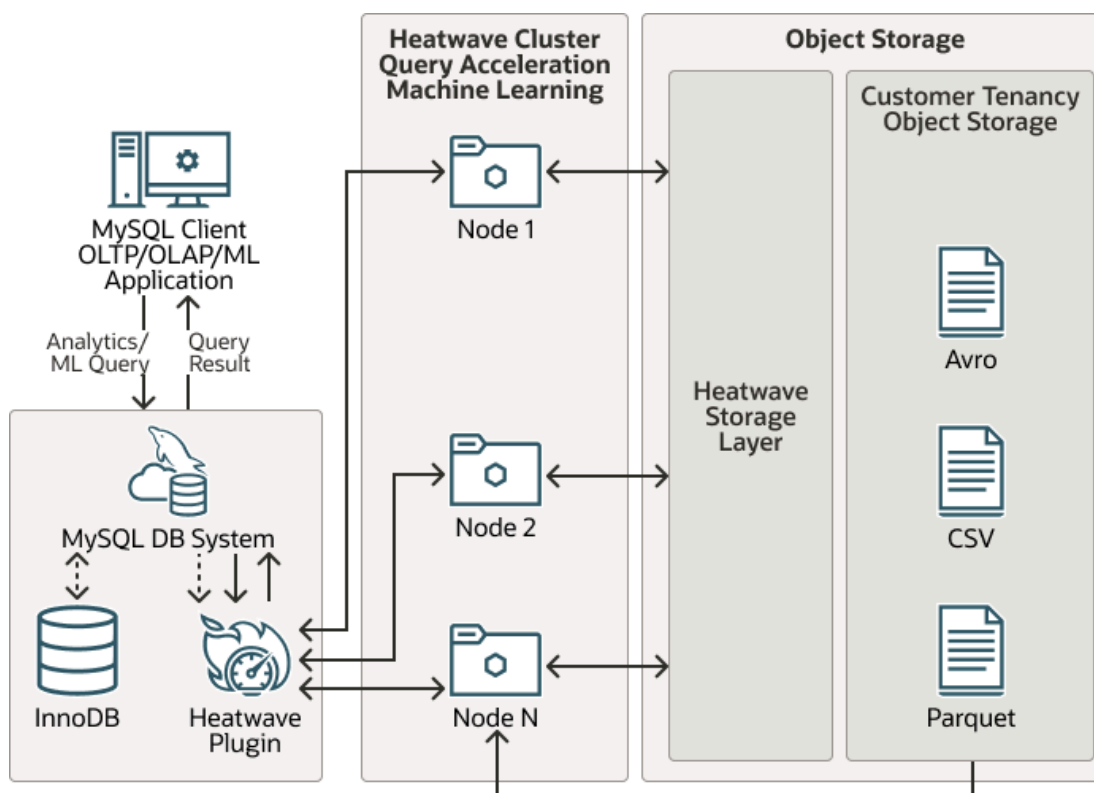 Heatwave Cluster
Query Acceleration
Machine Learning
Object Storage
Customer Tenancy
Object Storage
MySQL Client
OLTP/OLAP/ML
Application
Analytics/
ML Query
Query
Result
MySQL DB System
InnoDB
Heatwave
Plugin
Node 1
Node 2
Node N
Heatwave
Storage
Layer
Avro
CSV
Parquet